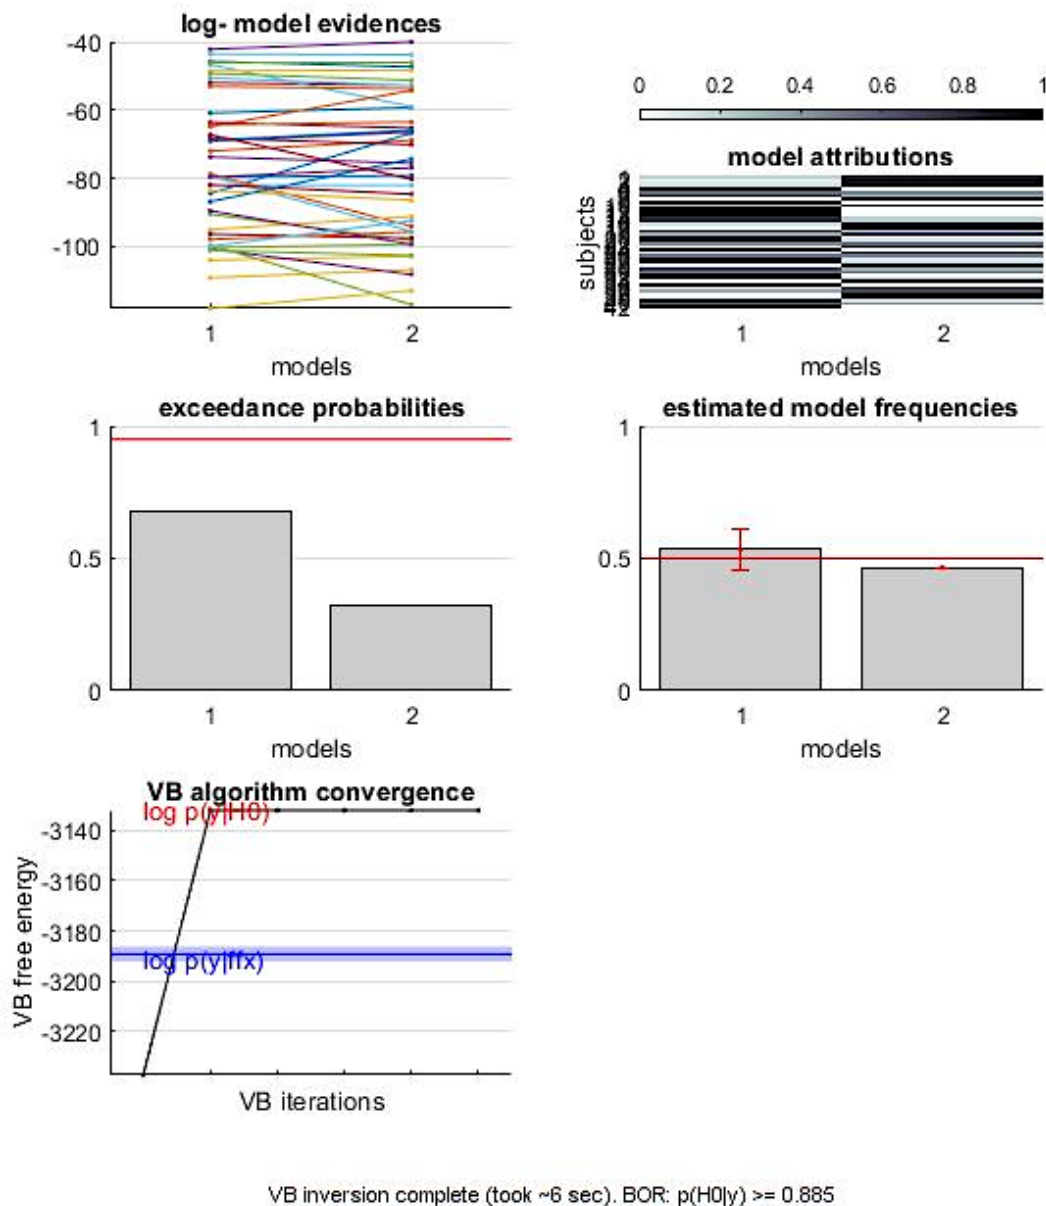 log- model evidences
-40
-60
-80
-100
1
2
models
0
0.2
0.4
0.6
0.8
1
model attributions
subjects
1
2
models
exceedance probabilities
1
0.5
0
1
2
models
estimated model frequencies
1
0.5
0
1
2
models
VB algorithm convergence
log p(y|H0)
-3140
-3160
-3180
log p(y|ffx)
-3200
-3220
VB free energy
VB iterations
VB inversion complete (took ~6 sec). BOR: p(H0|y) >= 0.885